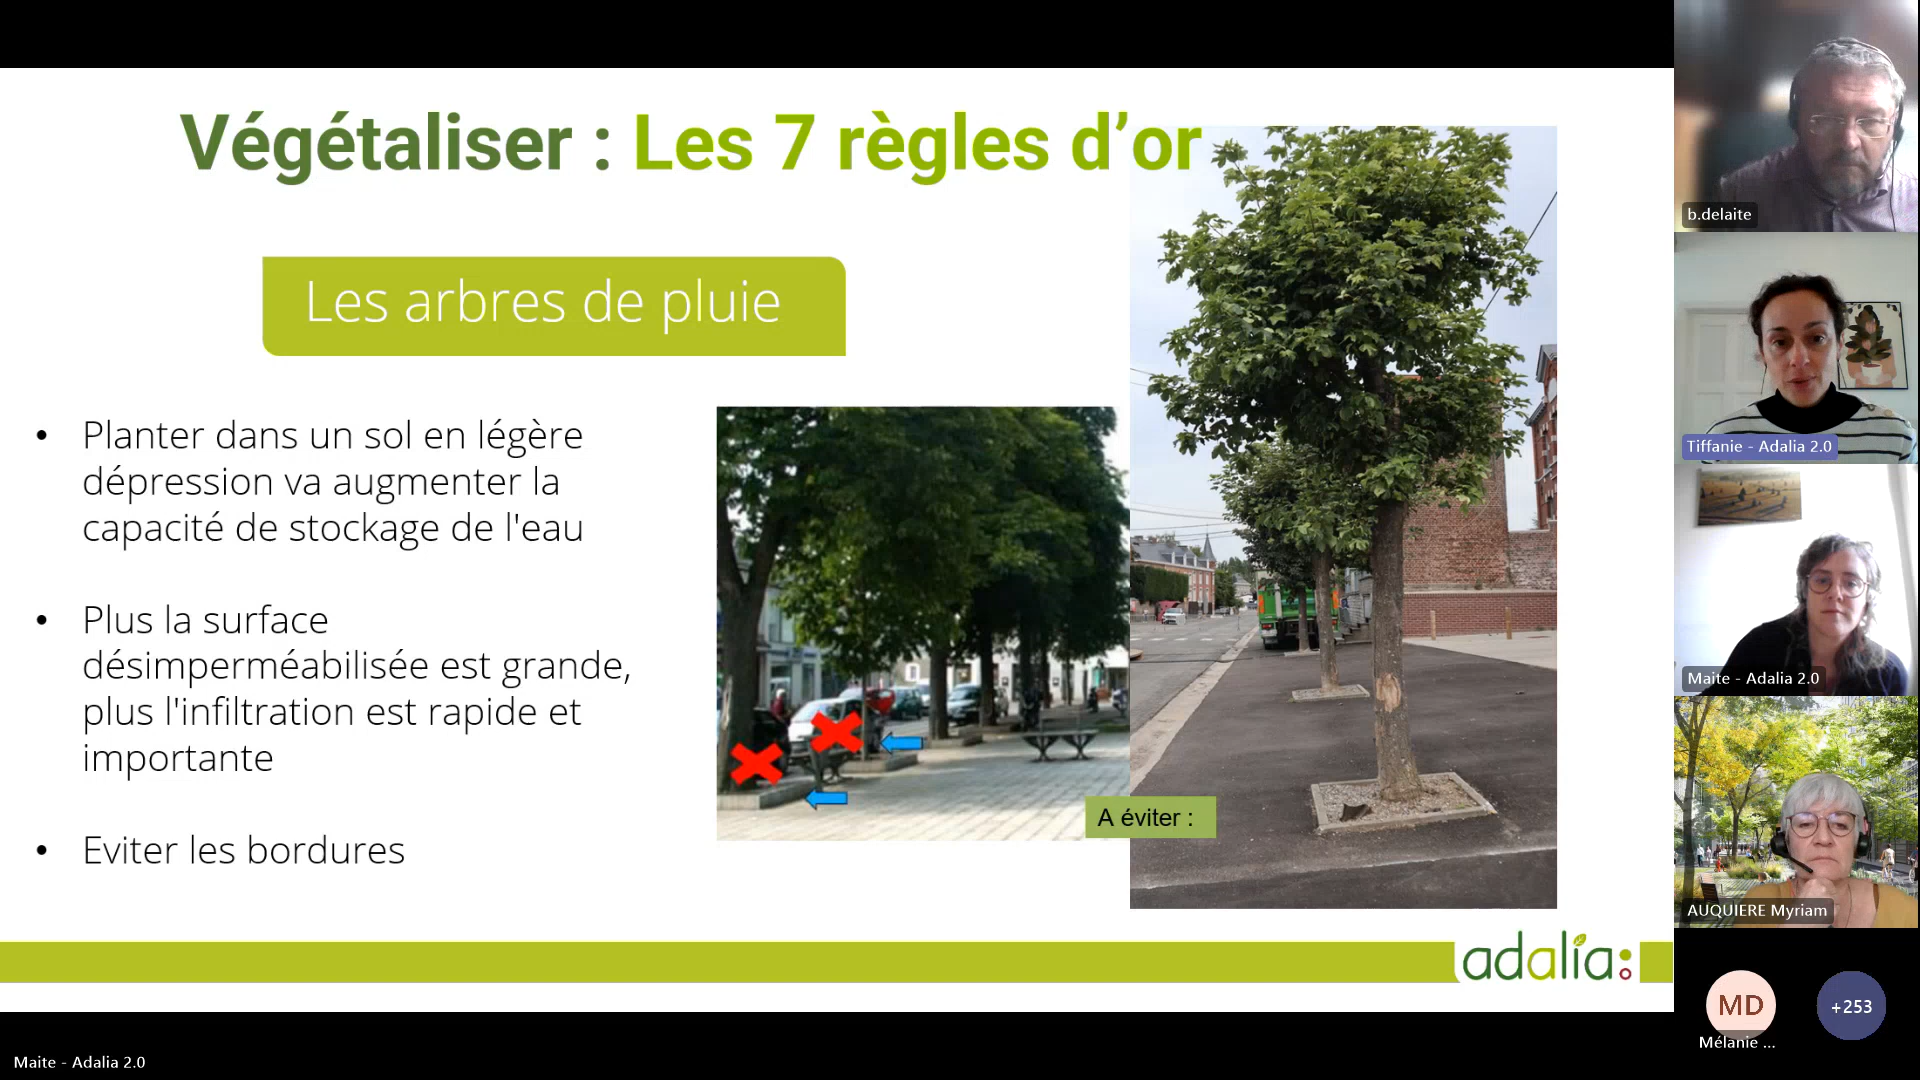 Végétaliser : Les 7 règles d’or
Les arbres de pluie
• Planter dans un sol en légère
dépression va augmenter la
capacité de stockage de l'eau
• Plus la surface
désimperméabilisée est grande,
plus l'infiltration est rapide et
importante
• Eviter les bordures
A éviter :
adalia:
b.delaite
Tiffanie - Adalia 2.0
Maite - Adalia 2.0
AUQUIERE Myriam
MD
Mélanie ...
+253
Maite - Adalia 2.0